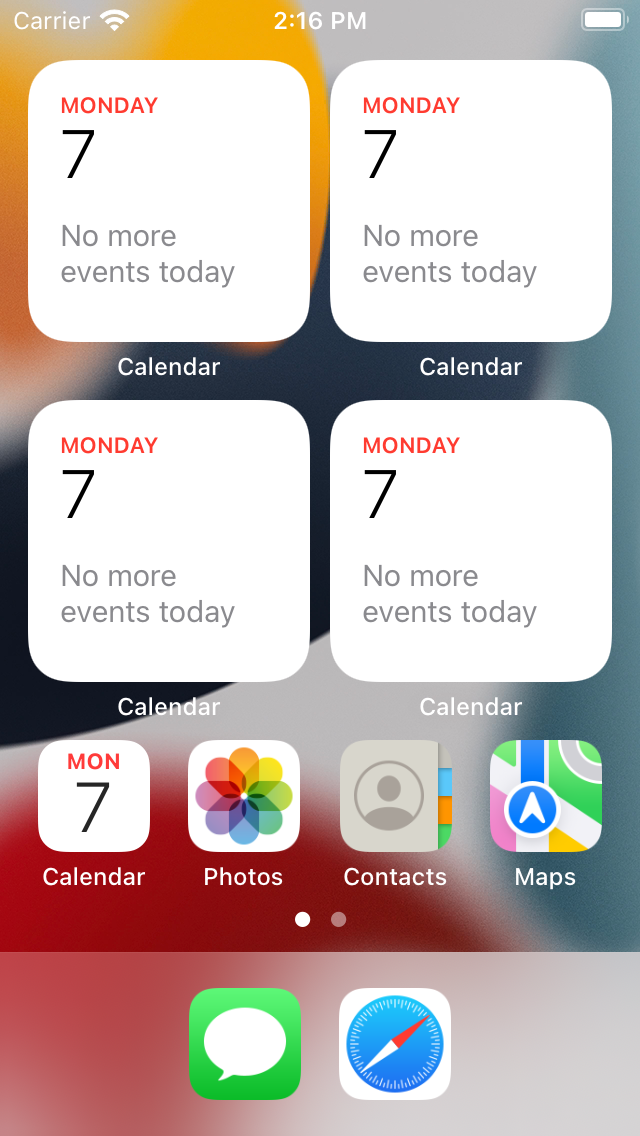 Carrier 2:16 PM
MONDAY
7
No more
events today
Calendar
MONDAY
7
No more
events today
Calendar
MONDAY
7
No more
events today
Calendar
MONDAY
7
No more
events today
Calendar
MON
7
Calendar
Photos
Contacts
Maps